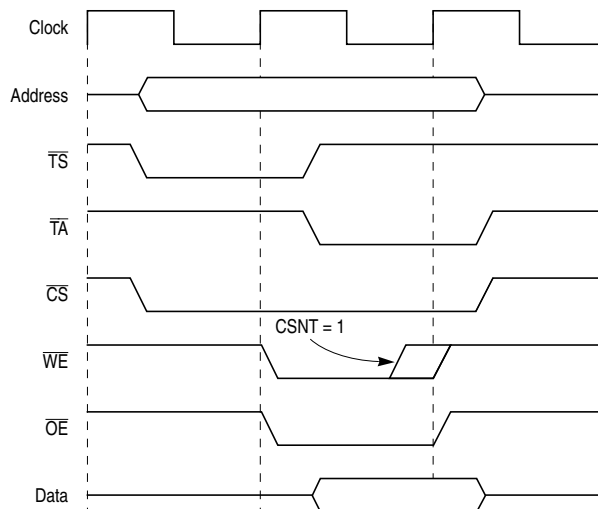 Clock
Address
TS
TA
CS
CSNT = 1
WE
OE
Data